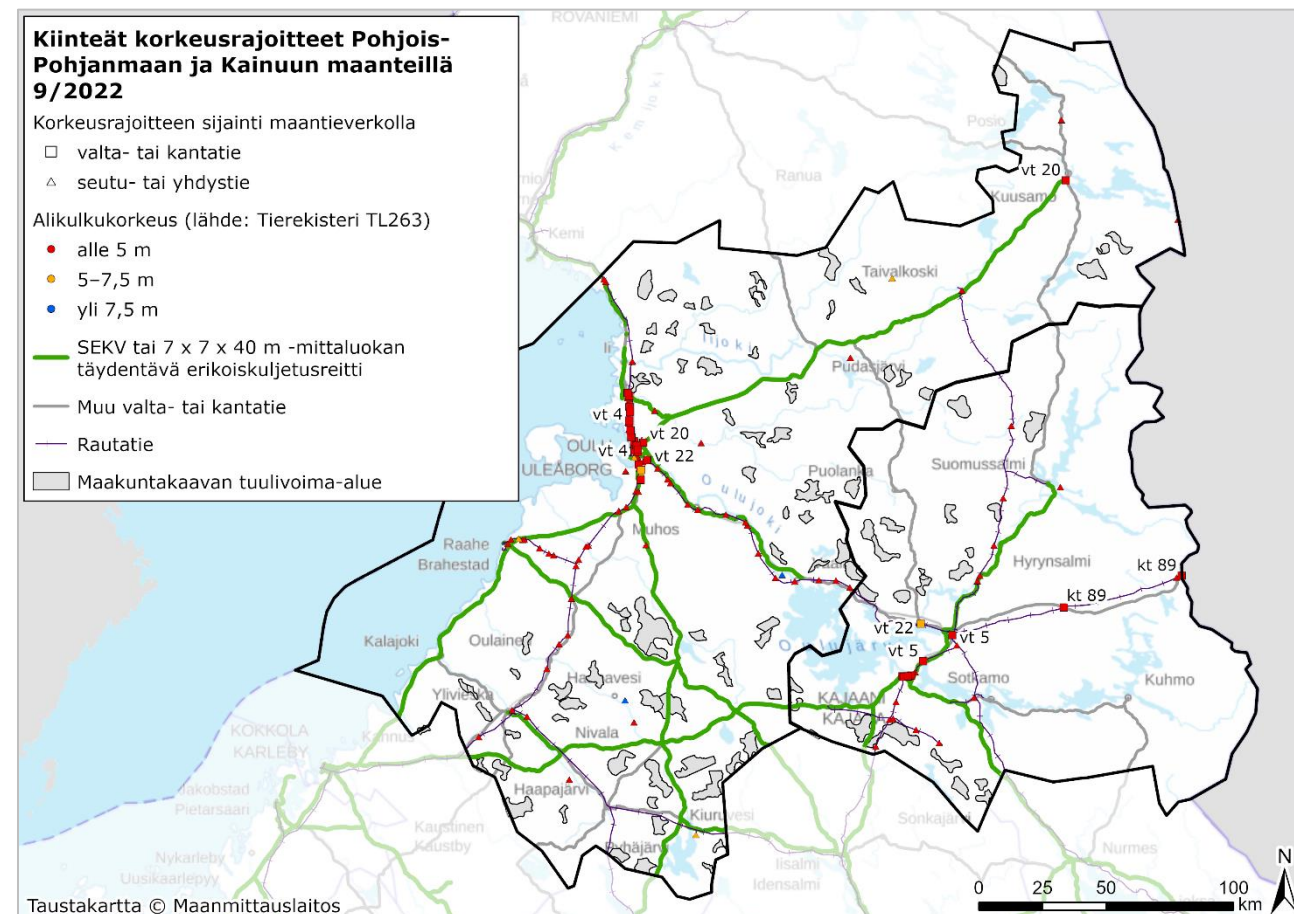 Kiinteät korkeusrajoitteet Pohjois-
Pohjanmaan ja Kainuun maanteillä
9/2022
Korkeusrajoitteen sijainti maantieverkolla
valta- tai kantatie
seutu- tai yhdystie
Alikulkukorkeus (lähde: Tierekisteri TL263)
alle 5 m
5–7,5 m
yli 7,5 m
SEKV tai 7 x 7 x 40 m -mittaluokan
täydentävä erikoiskuljetusreitti
Muu valta- tai kantatie
Rautatie
Maakuntakaavan tuulivoima-alue
ROVANIEMI
Kemijoki
Posio
Ranua
vt 20
Kuusamo
Kemi
Taivalkoski
Ii
Iijoki
Pudasjärvi
vt 4
vt 20
vt 4
vt 22
ULEÅBORG
Puolanka
Suomussalmi
Oulujoki
Muhos
Raahe
Brahestad
Hyrynsalmi
kt 89
kt 89
vt 22
vt 5
Kalajoki
vt 5
Sotkamo
Kuhmo
Ylivieska
KAJAANI
KOKKOLA
KARLEBY
Kannus
Nivala
Haapajärvi
Jakobstad
Pietarsaari
Kaustinen
Kaustby
Kiuruvesi
Sonkajärvi
Nykarleby
Uusikaarlepyy
Iisalmi
Idensalmi
Nurmes
N
0 25 50 100
km
Taustakartta © Maanmittauslaitos